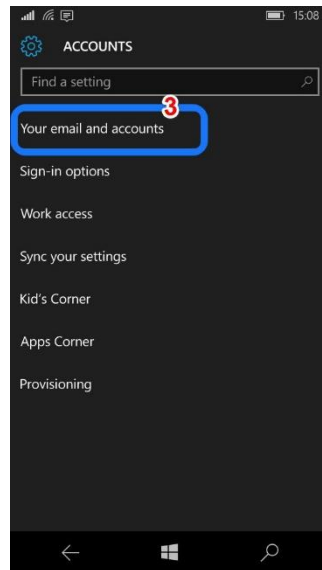 15:08
ACCOUNTS
Find a setting
3
Your email and accounts
Sign-in options
Work access
Sync your settings
Kid's Corner
Apps Corner
Provisioning